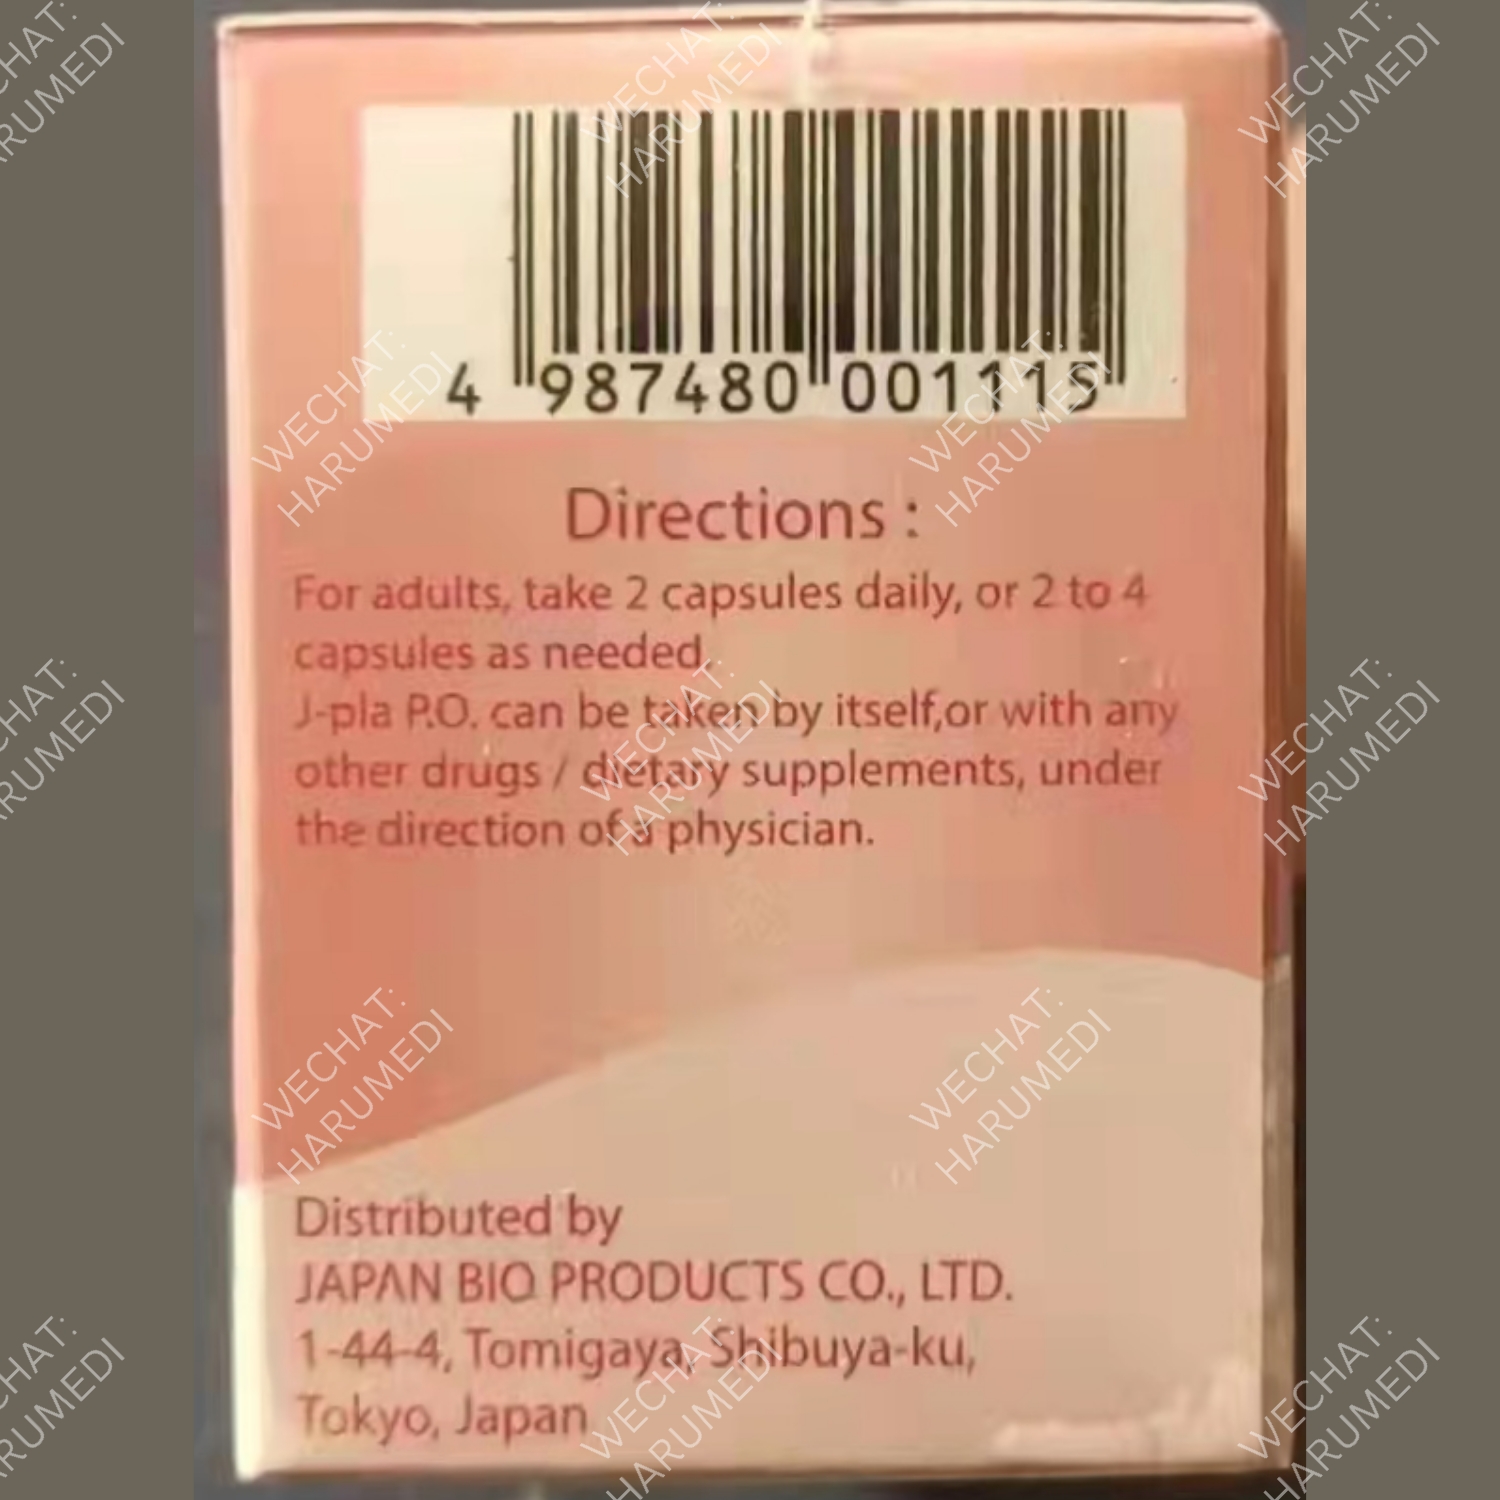 4 987480 001115
Directions :
For adults, take 2 capsules daily, or 2 to 4
capsules as needed.
J-pla P.O. can be taken by itself,or with any
other drugs / dietary supplements, under
the direction of a physician.
Distributed by
JAPAN BIO PRODUCTS CO., LTD.
1-44-4, Tomigaya, Shibuya-ku,
Tokyo, Japan
WECHAT:
HARUMEDI